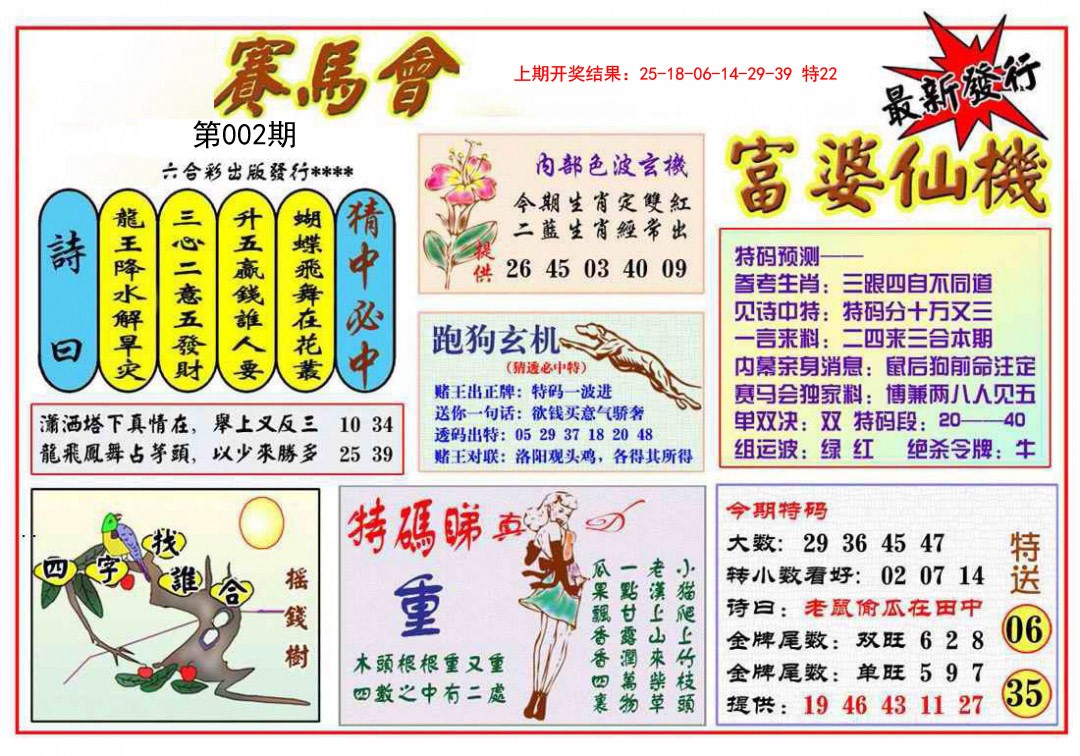 賽馬會
上期开奖结果：25-18-06-14-29-39 特22
最新發行
第002期
六合彩出版發行****
富婆仙機
詩曰
龍王降水解旱灾
三心二意五發財
升五贏錢誰人要
蝴蝶飛舞在花叢
猜中必中
潇洒塔下真情在，舉上又反三 10 34
龍飛鳳舞占芧頭，以少來勝多 25 39
内部色波玄機
今期生肖定雙紅
二藍生肖經常出
提供 26 45 03 40 09
跑狗玄机
（猜透必中特）
赌王出正牌：特码一波进
送你一句话：欲钱买意气骄奢
透码出特：05 29 37 18 20 48
赌王对联：洛阳观头鸡，各得其所得
特码预测——
参考生肖：三跟四自不同道
见诗中特：特码分十万又三
一言来料：二四来三合本期
内幕亲身消息：鼠后狗前命注定
赛马会独家料：博兼两八人见五
单双决：双 特码段：20——40
组运波：绿 红 绝杀令牌：牛
四字找誰合
摇錢樹
特碼睇真D
重
木頭根根重又重
四數之中有二處
小猫爬上竹枝頭
老漢上山來柴草
一點甘露潤萬物
瓜果飄香香四裏
今期特码
大数：29 36 45 47
转小数看好：02 07 14
诗曰：老鼠偷瓜在田中
金牌尾数：双旺 6 2 8
金牌尾数：单旺 5 9 7
提供：19 46 43 11 27
特送
06
35